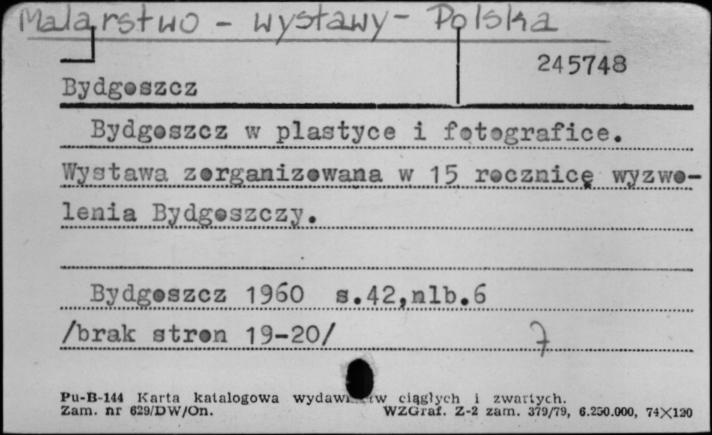 Malarstwo - wystawy - Polska
245748
Bydgoszcz
Bydgoszcz w plastyce i fotografice.
Wystawa zorganizowana w 15 rocznicę wyzwo-
lenia Bydgoszczy.
Bydgoszcz 1960 s.42,nlb.6
/brak stron 19-20/
Pu-B-144 Karta katalogowa ciągłych i zwartych.
Zam. nr 629/DW/On. WZGraf. Z-2 zam. 379/79, 6.250.000, 74×120